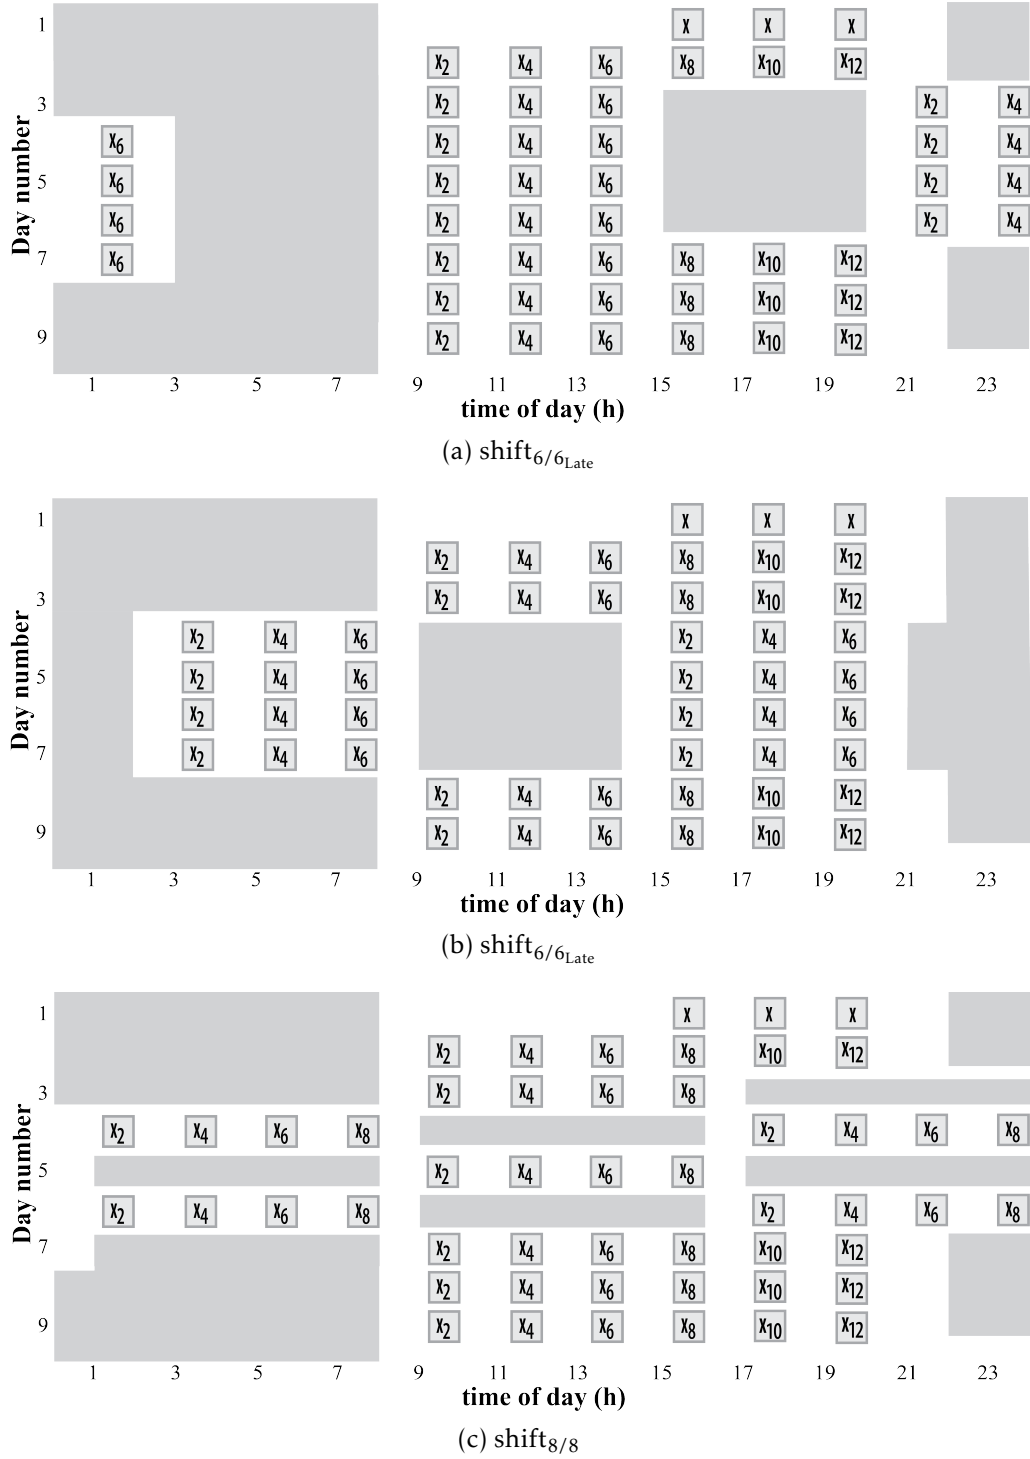 Day number
1 x x x
x2 x4 x6 x8 x10 x12
3 x2 x4 x6 x2 x4
x6 x2 x4 x6 x2 x4
5 x6 x2 x4 x6 x2 x4
x6 x2 x4 x6 x2 x4
7 x6 x2 x4 x6 x8 x10 x12
x2 x4 x6 x8 x10 x12
9 x2 x4 x6 x8 x10 x12
1 3 5 7 9 11 13 15 17 19 21 23
time of day (h)
(a) shift6/6Late
Day number
1 x x x
x2 x4 x6 x8 x10 x12
3 x2 x4 x6 x8 x10 x12
x2 x4 x6 x2 x4 x6
5 x2 x4 x6 x2 x4 x6
x2 x4 x6 x2 x4 x6
7 x2 x4 x6 x2 x4 x6
x2 x4 x6 x8 x10 x12
9 x2 x4 x6 x8 x10 x12
1 3 5 7 9 11 13 15 17 19 21 23
time of day (h)
(b) shift6/6Late
Day number
1 x x x
x2 x4 x6 x8 x10 x12
3 x2 x4 x6 x8
x2 x4 x6 x8 x2 x4 x6 x8
5 x2 x4 x6 x8
x2 x4 x6 x8 x2 x4 x6 x8
7 x2 x4 x6 x8 x10 x12
x2 x4 x6 x8 x10 x12
9 x2 x4 x6 x8 x10 x12
1 3 5 7 9 11 13 15 17 19 21 23
time of day (h)
(c) shift8/8